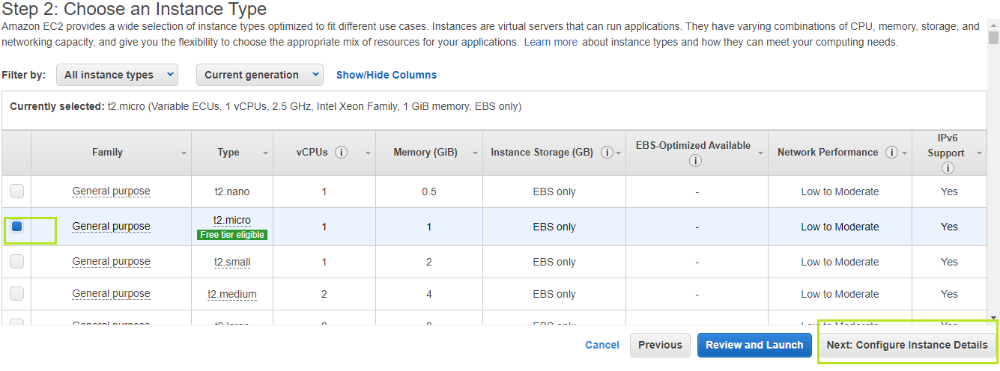 Step 2: Choose an Instance Type
Amazon EC2 provides a wide selection of instance types optimized to fit different use cases. Instances are virtual servers that can run applications. They have varying combinations of CPU, memory, storage, and
networking capacity, and give you the flexibility to choose the appropriate mix of resources for your applications. Learn more about instance types and how they can meet your computing needs.
Filter by: All instance types Current generation Show/Hide Columns
Currently selected: t2.micro (Variable ECUs, 1 vCPUs, 2.5 GHz, Intel Xeon Family, 1 GiB memory, EBS only)
Family Type vCPUs Memory (GiB) Instance Storage (GB) EBS-Optimized Available Network Performance IPv6 Support
General purpose t2.nano 1 0.5 EBS only - Low to Moderate Yes
General purpose t2.micro 1 1 EBS only - Low to Moderate Yes
Free tier eligible
General purpose t2.small 1 2 EBS only - Low to Moderate Yes
General purpose t2.medium 2 4 EBS only - Low to Moderate Yes
Cancel Previous Review and Launch Next: Configure Instance Details